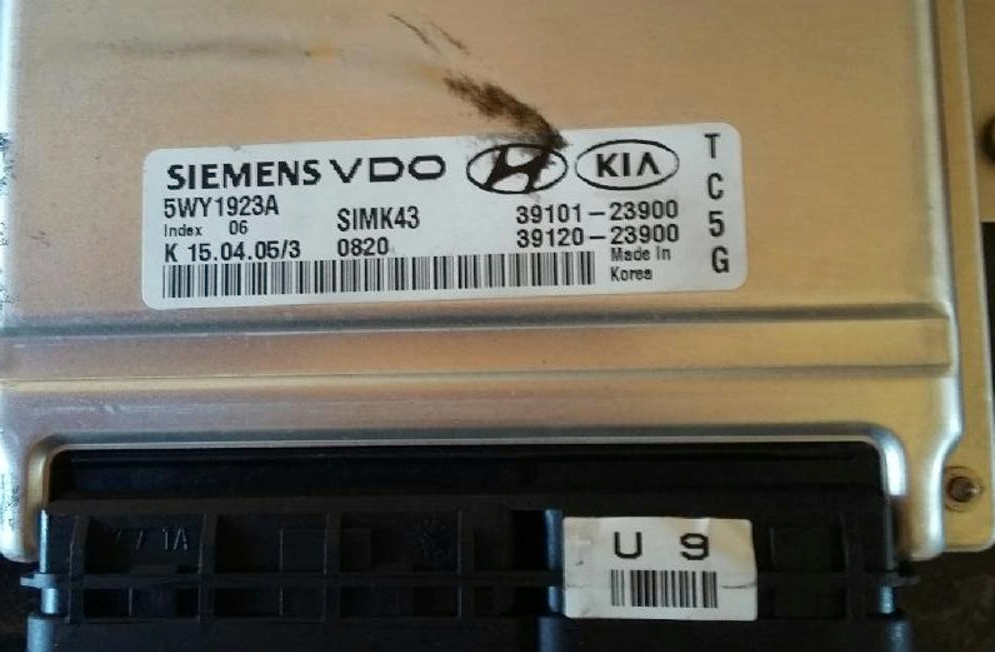 SIEMENS VDO KIA
5WY1923A
Index 06
K 15.04.05/3
SIMK43
0820
39101-23900
39120-23900
Made In
Korea
TC5G
U 9